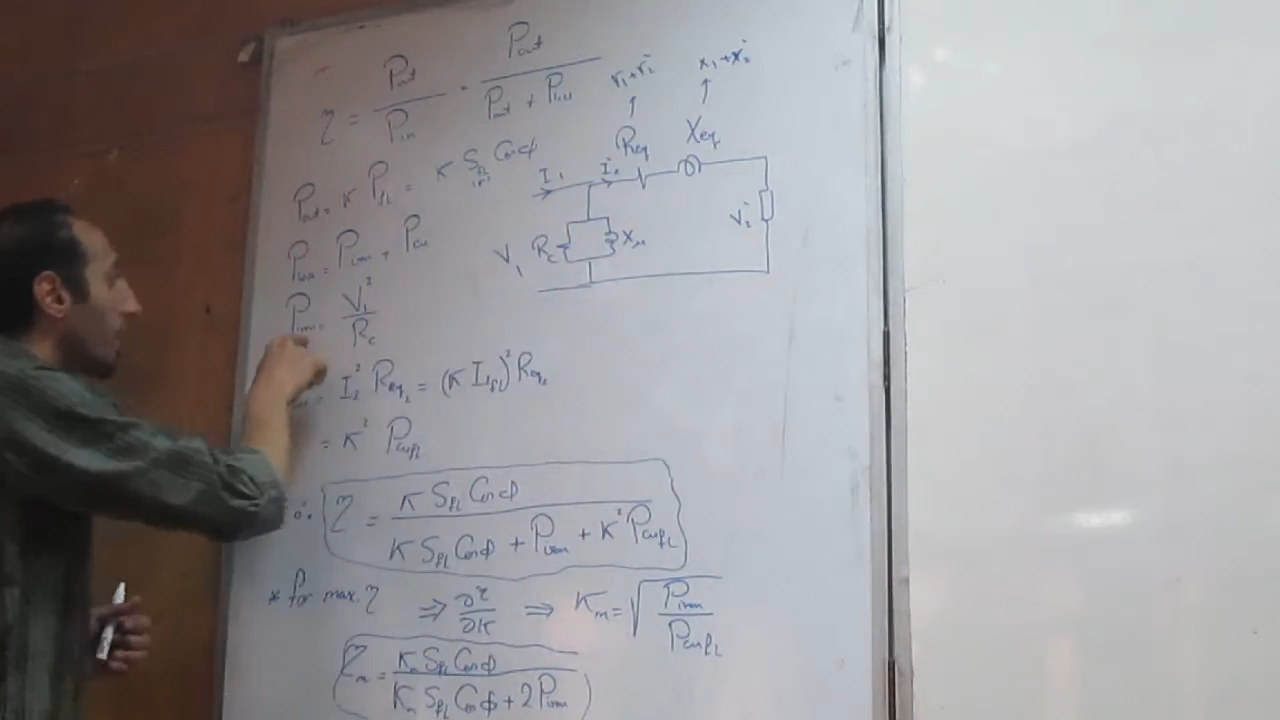 η = Pout / Pin = Pout / (Pout + Ploss)
r1 + r2'
x1 + x2'
Req
Xeq
Pout = K PfL = K SfL Cosφ
I1
I2'
Ploss = Piron + Pcu
V1
Rc
Xm
V2'
Piron = V1² / Rc
= I2² Req2 = (K I2fL)² Req2
= K² PcufL
∴ η = K SfL Cosφ / (K SfL Cosφ + Piron + K² PcufL)
* for max. η ⇒ ∂η/∂K ⇒ Km = √(Piron / PcufL)
ηm = Km SfL Cosφ / (Km SfL Cosφ + 2 Piron)